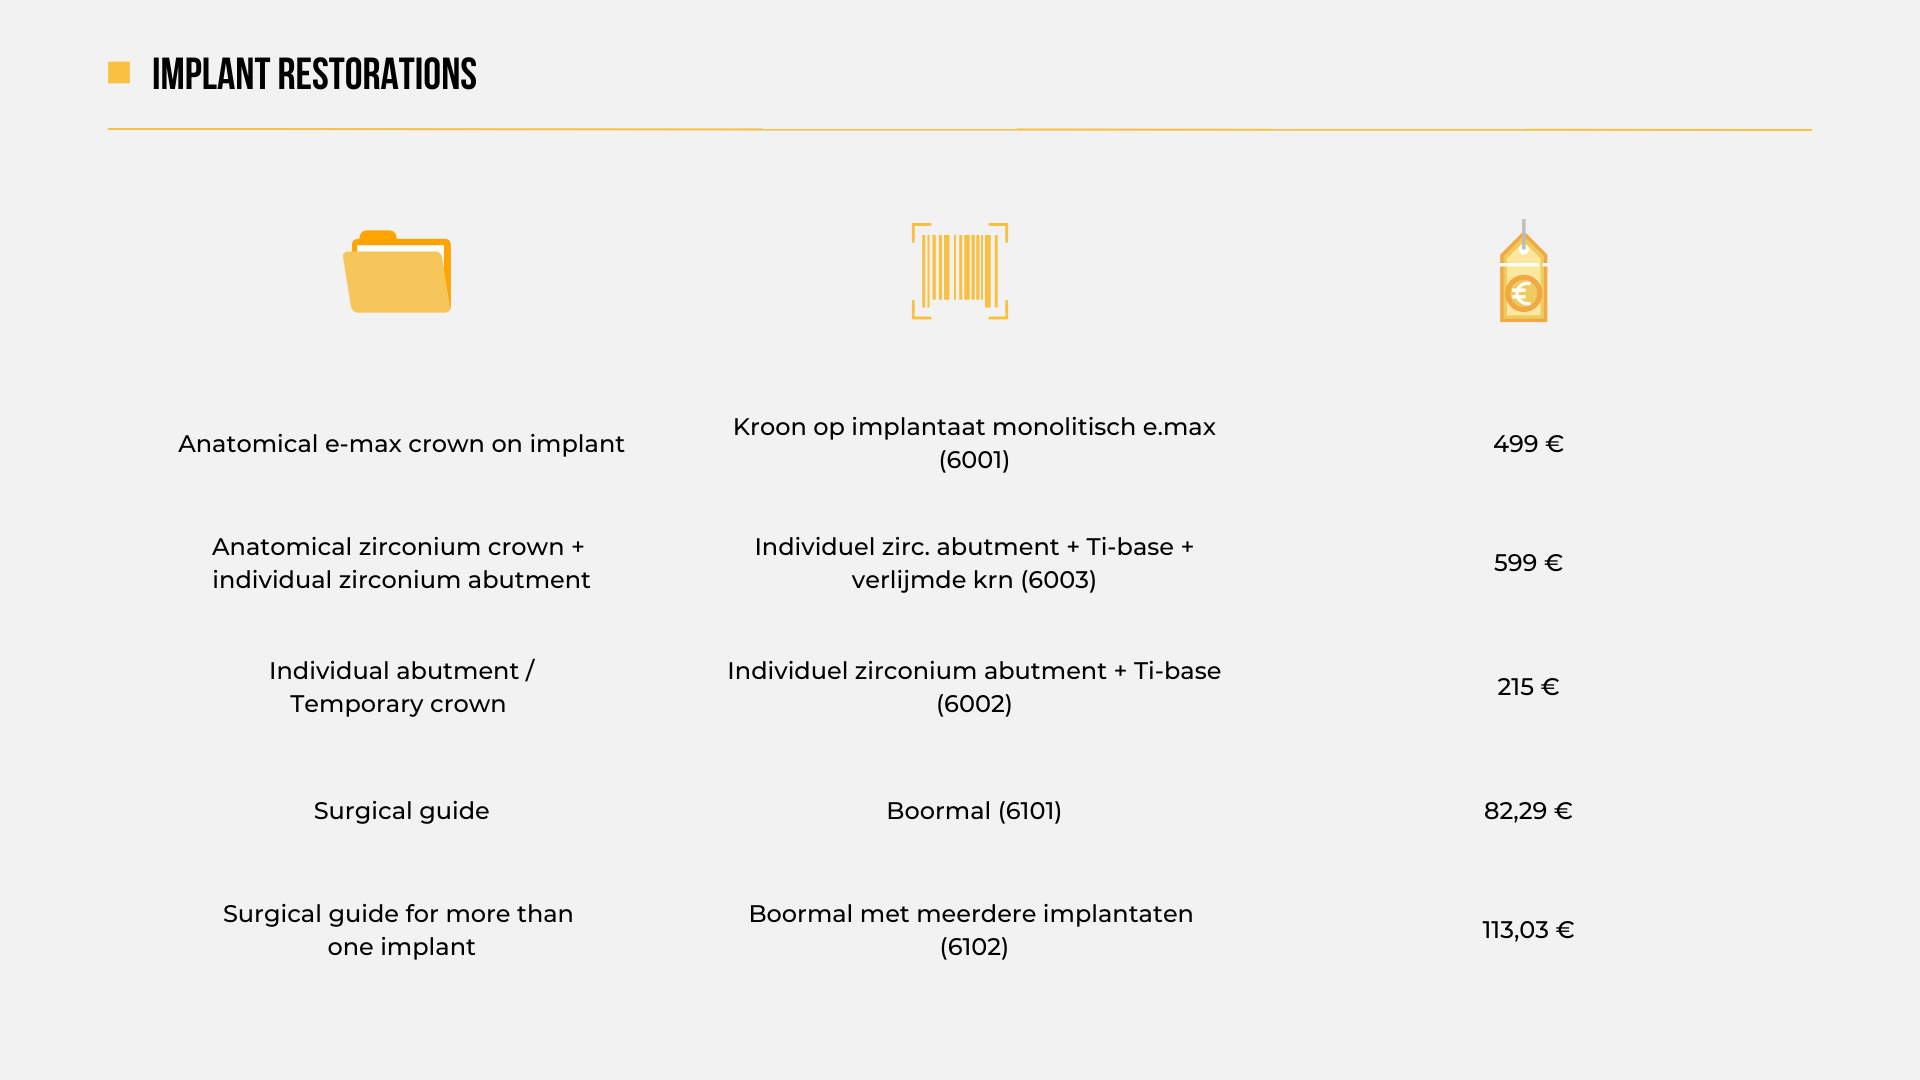 IMPLANT RESTORATIONS
Anatomical e-max crown on implant
Kroon op implantaat monolitisch e.max
(6001)
499 €
Anatomical zirconium crown +
individual zirconium abutment
Individuel zirc. abutment + Ti-base +
verlijmde krn (6003)
599 €
Individual abutment /
Temporary crown
Individuel zirconium abutment + Ti-base
(6002)
215 €
Surgical guide
Boormal (6101)
82,29 €
Surgical guide for more than
one implant
Boormal met meerdere implantaten
(6102)
113,03 €